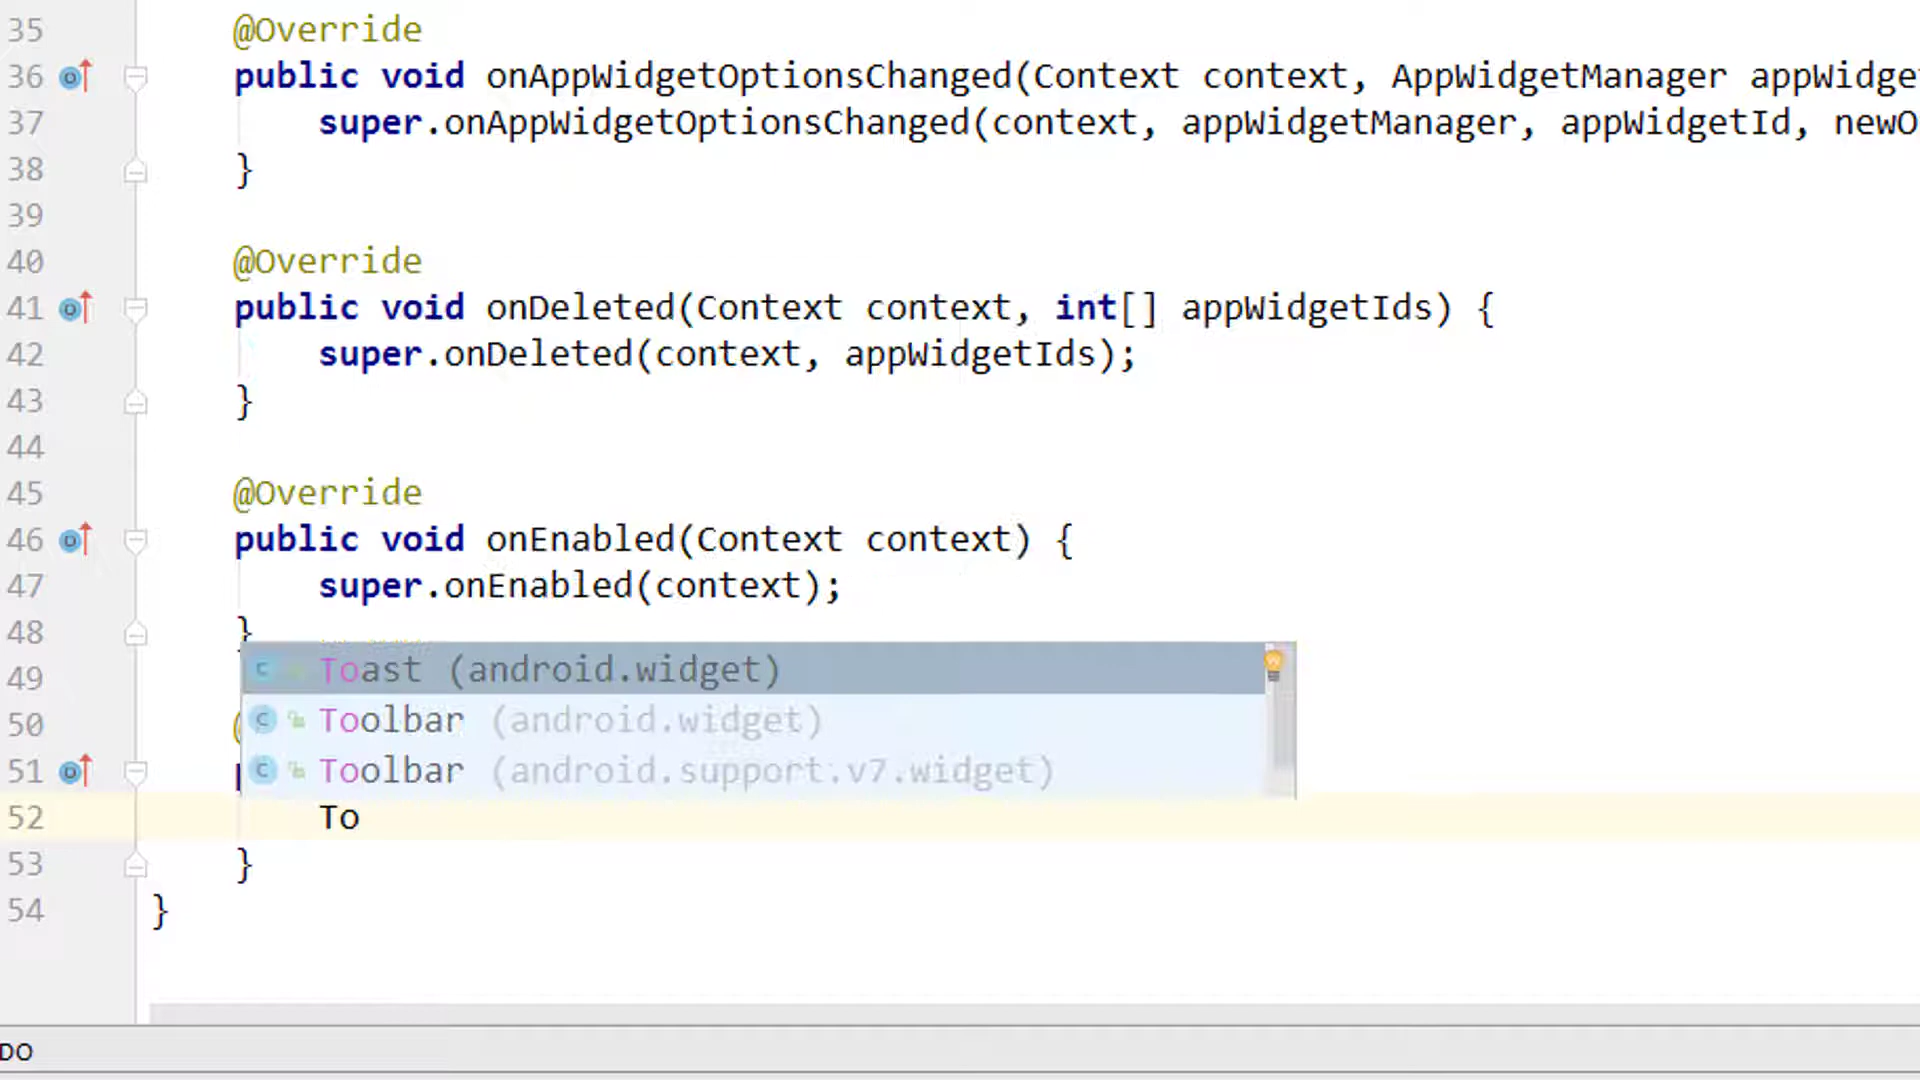 35 @Override
36 public void onAppWidgetOptionsChanged(Context context, AppWidgetManager appWidge
37 super.onAppWidgetOptionsChanged(context, appWidgetManager, appWidgetId, newO
38 }
39
40 @Override
41 public void onDeleted(Context context, int[] appWidgetIds) {
42 super.onDeleted(context, appWidgetIds);
43 }
44
45 @Override
46 public void onEnabled(Context context) {
47 super.onEnabled(context);
48 }
Toast (android.widget)
49
Toolbar (android.widget)
50
Toolbar (android.support.v7.widget)
51
52 To
53 }
54 }
DO